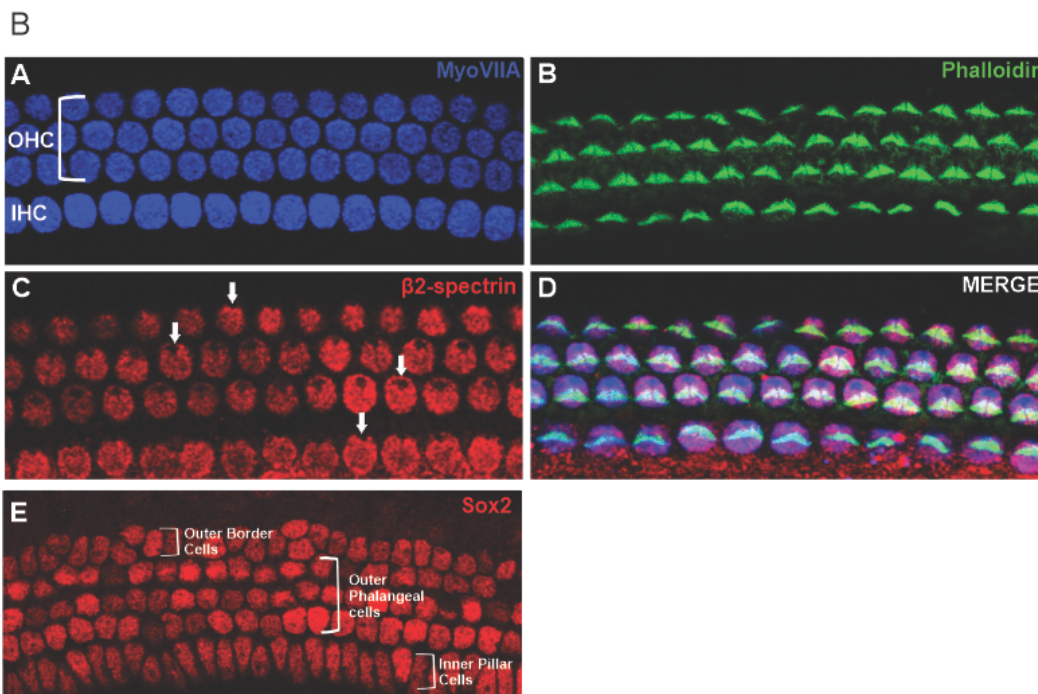 B
A
MyoVIIA
OHC
IHC
B
Phalloidin
C
β2-spectrin
D
MERGE
E
Sox2
Outer Border
Cells
Outer
Phalangeal
cells
Inner Pillar
Cells